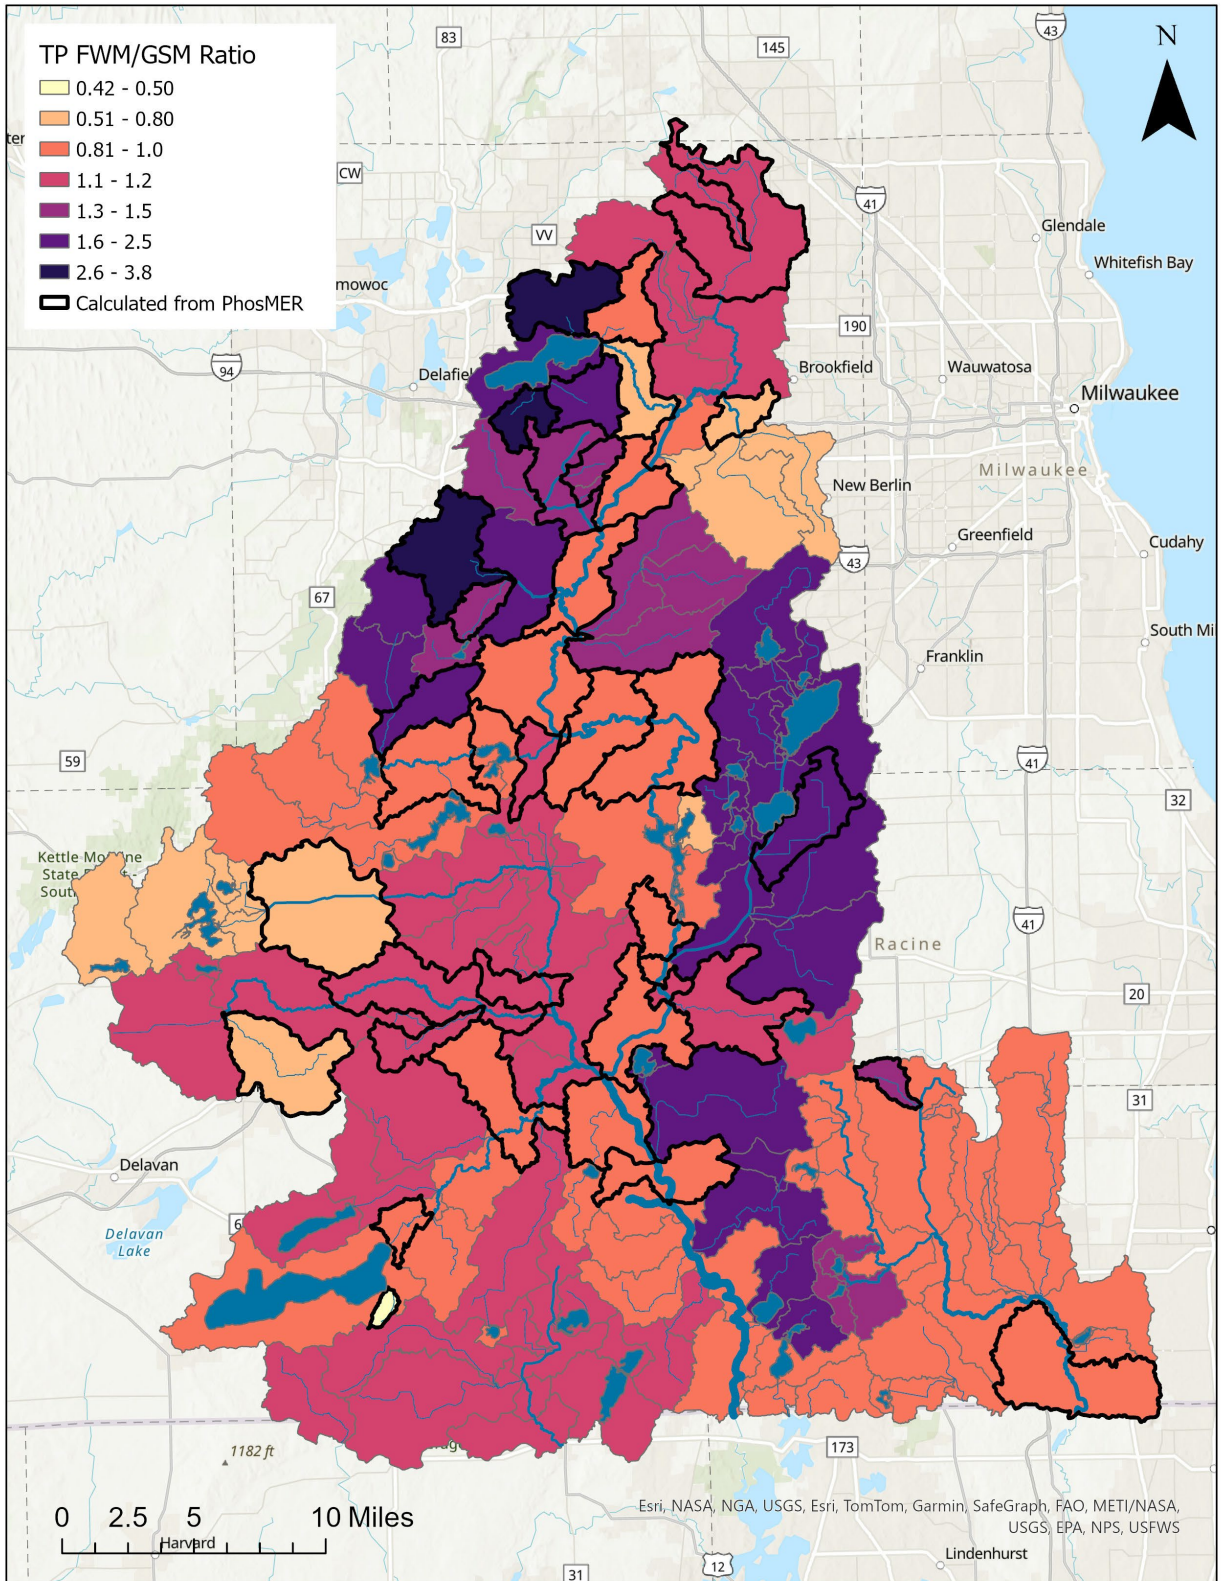 TP FWM/GSM Ratio
0.42 - 0.50
0.51 - 0.80
0.81 - 1.0
1.1 - 1.2
1.3 - 1.5
1.6 - 2.5
2.6 - 3.8
Calculated from PhosMER
83
145
43
N
CW
41
VV
Glendale
Whitefish Bay
mowoc
190
94
Delafiel
Brookfield
Wauwatosa
Milwaukee
Milwaukee
New Berlin
Greenfield
43
Cudahy
67
South Mi
Franklin
59
41
32
Kettle Mo ne
State
Sout
41
Racine
20
31
Delavan
Delavan
Lake
6
1182 ft
173
0 2.5 5 10 Miles
Harvard
Esri, NASA, NGA, USGS, Esri, TomTom, Garmin, SafeGraph, FAO, METI/NASA,
USGS, EPA, NPS, USFWS
Lindenhurst
31
12